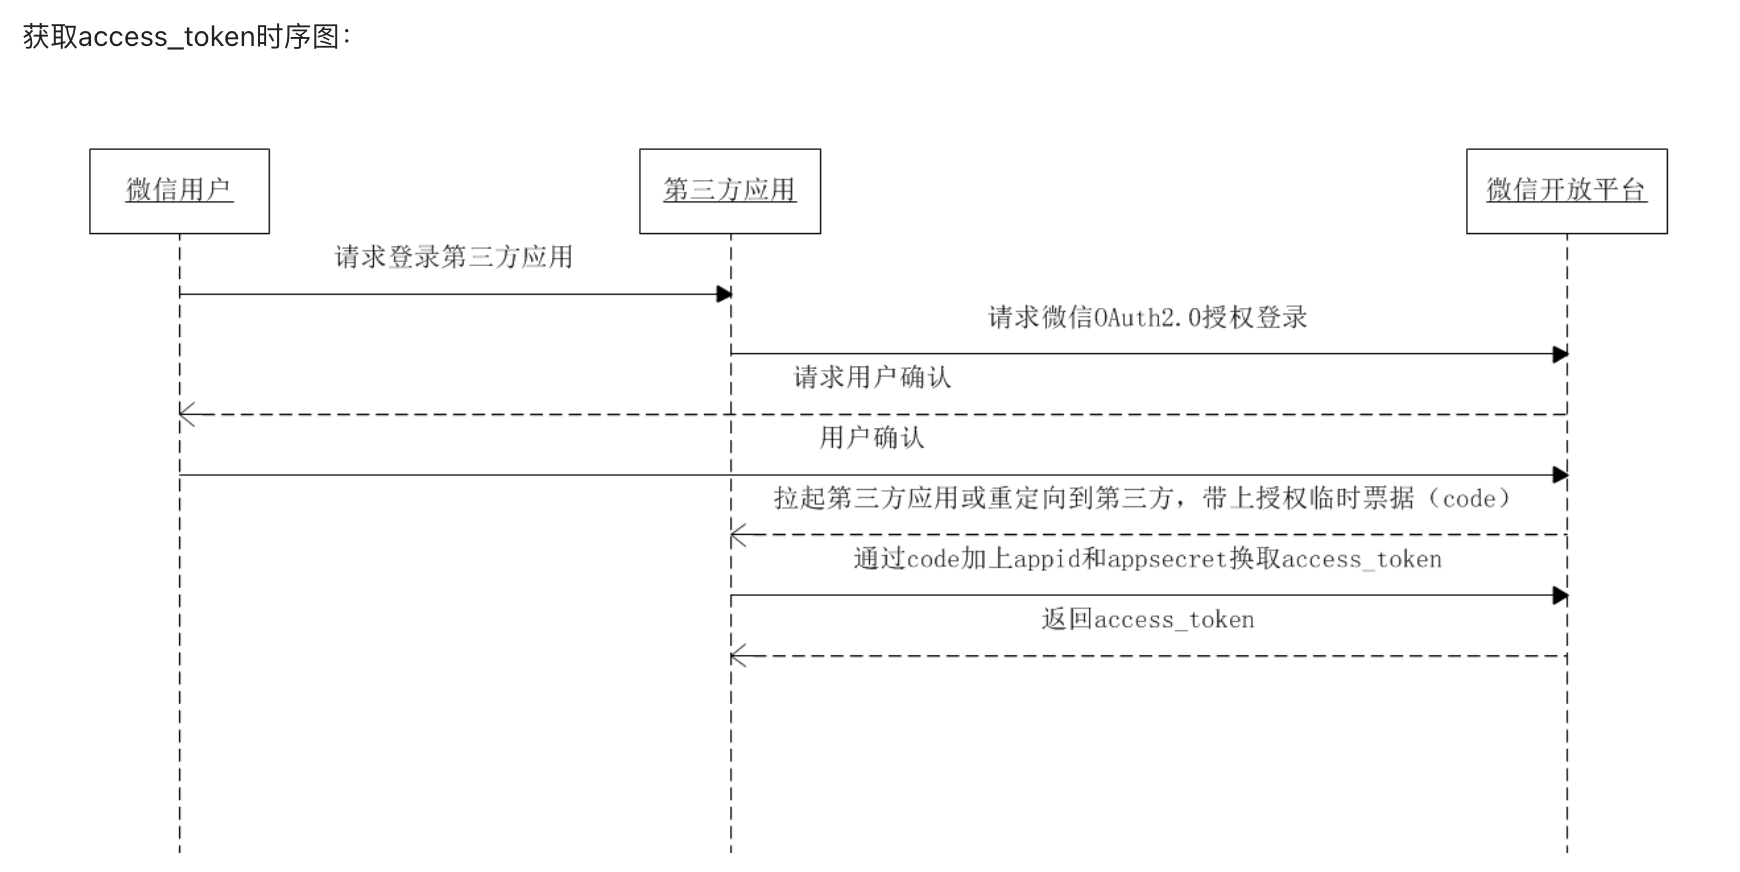 获取access_token时序图：
微信用户
第三方应用
微信开放平台
请求登录第三方应用
请求微信OAuth2.0授权登录
请求用户确认
用户确认
拉起第三方应用或重定向到第三方，带上授权临时票据（code）
通过code加上appid和appsecret换取access_token
返回access_token